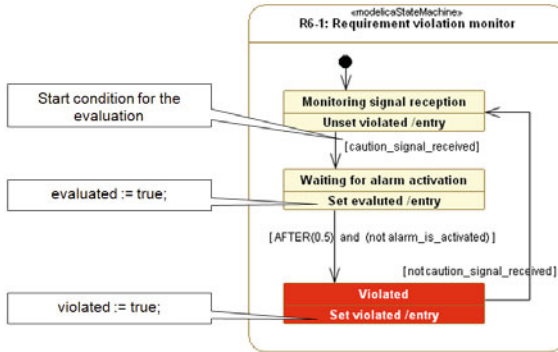 «modelicaStateMachine»
R6-1: Requirement violation monitor
Start condition for the
evaluation
Monitoring signal reception
Unset violated /entry
[caution_signal_received]
Waiting for alarm activation
evaluated := true;
Set evaluted /entry
[AFTER(0.5) and (not alarm_is_activated)]
[not caution_signal_received]
Violated
violated := true;
Set violated /entry